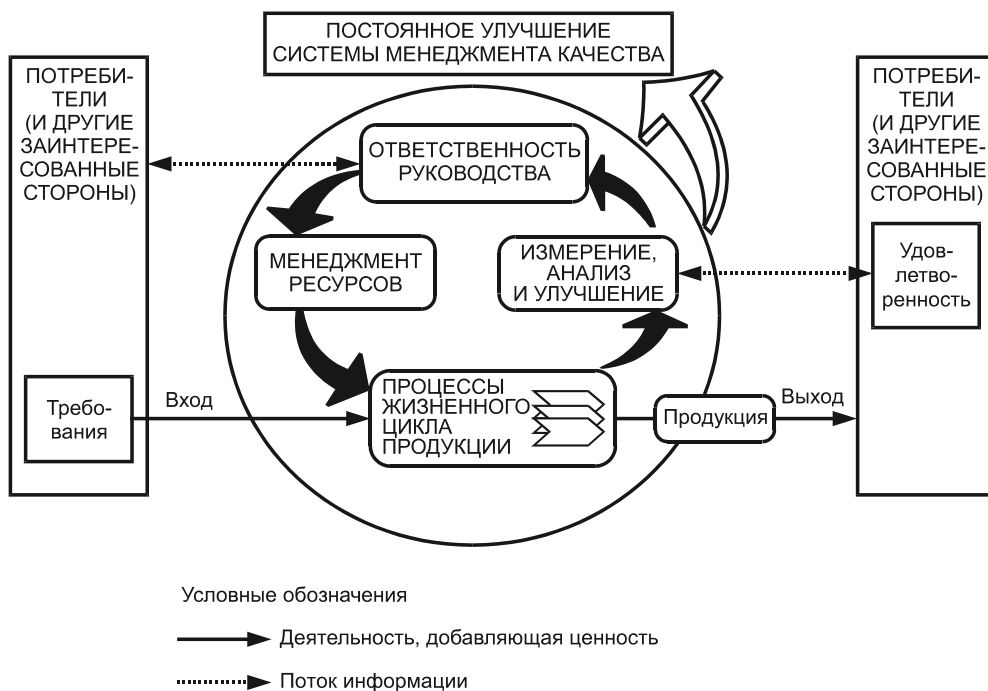 ПОСТОЯННОЕ УЛУЧШЕНИЕ
СИСТЕМЫ МЕНЕДЖМЕНТА КАЧЕСТВА
ПОТРЕБИ-
ТЕЛИ
(И ДРУГИЕ
ЗАИНТЕРЕ-
СОВАННЫЕ
СТОРОНЫ)
ОТВЕТСТВЕННОСТЬ
РУКОВОДСТВА
ПОТРЕБИ-
ТЕЛИ
(И ДРУГИЕ
ЗАИНТЕРЕ-
СОВАННЫЕ
СТОРОНЫ)
МЕНЕДЖМЕНТ
РЕСУРСОВ
ИЗМЕРЕНИЕ,
АНАЛИЗ
И УЛУЧШЕНИЕ
Удов-
летво-
ренность
Требо-
вания
Вход
ПРОЦЕССЫ
ЖИЗНЕННОГО
ЦИКЛА
ПРОДУКЦИИ
Продукция
Выход
Условные обозначения
Деятельность, добавляющая ценность
Поток информации